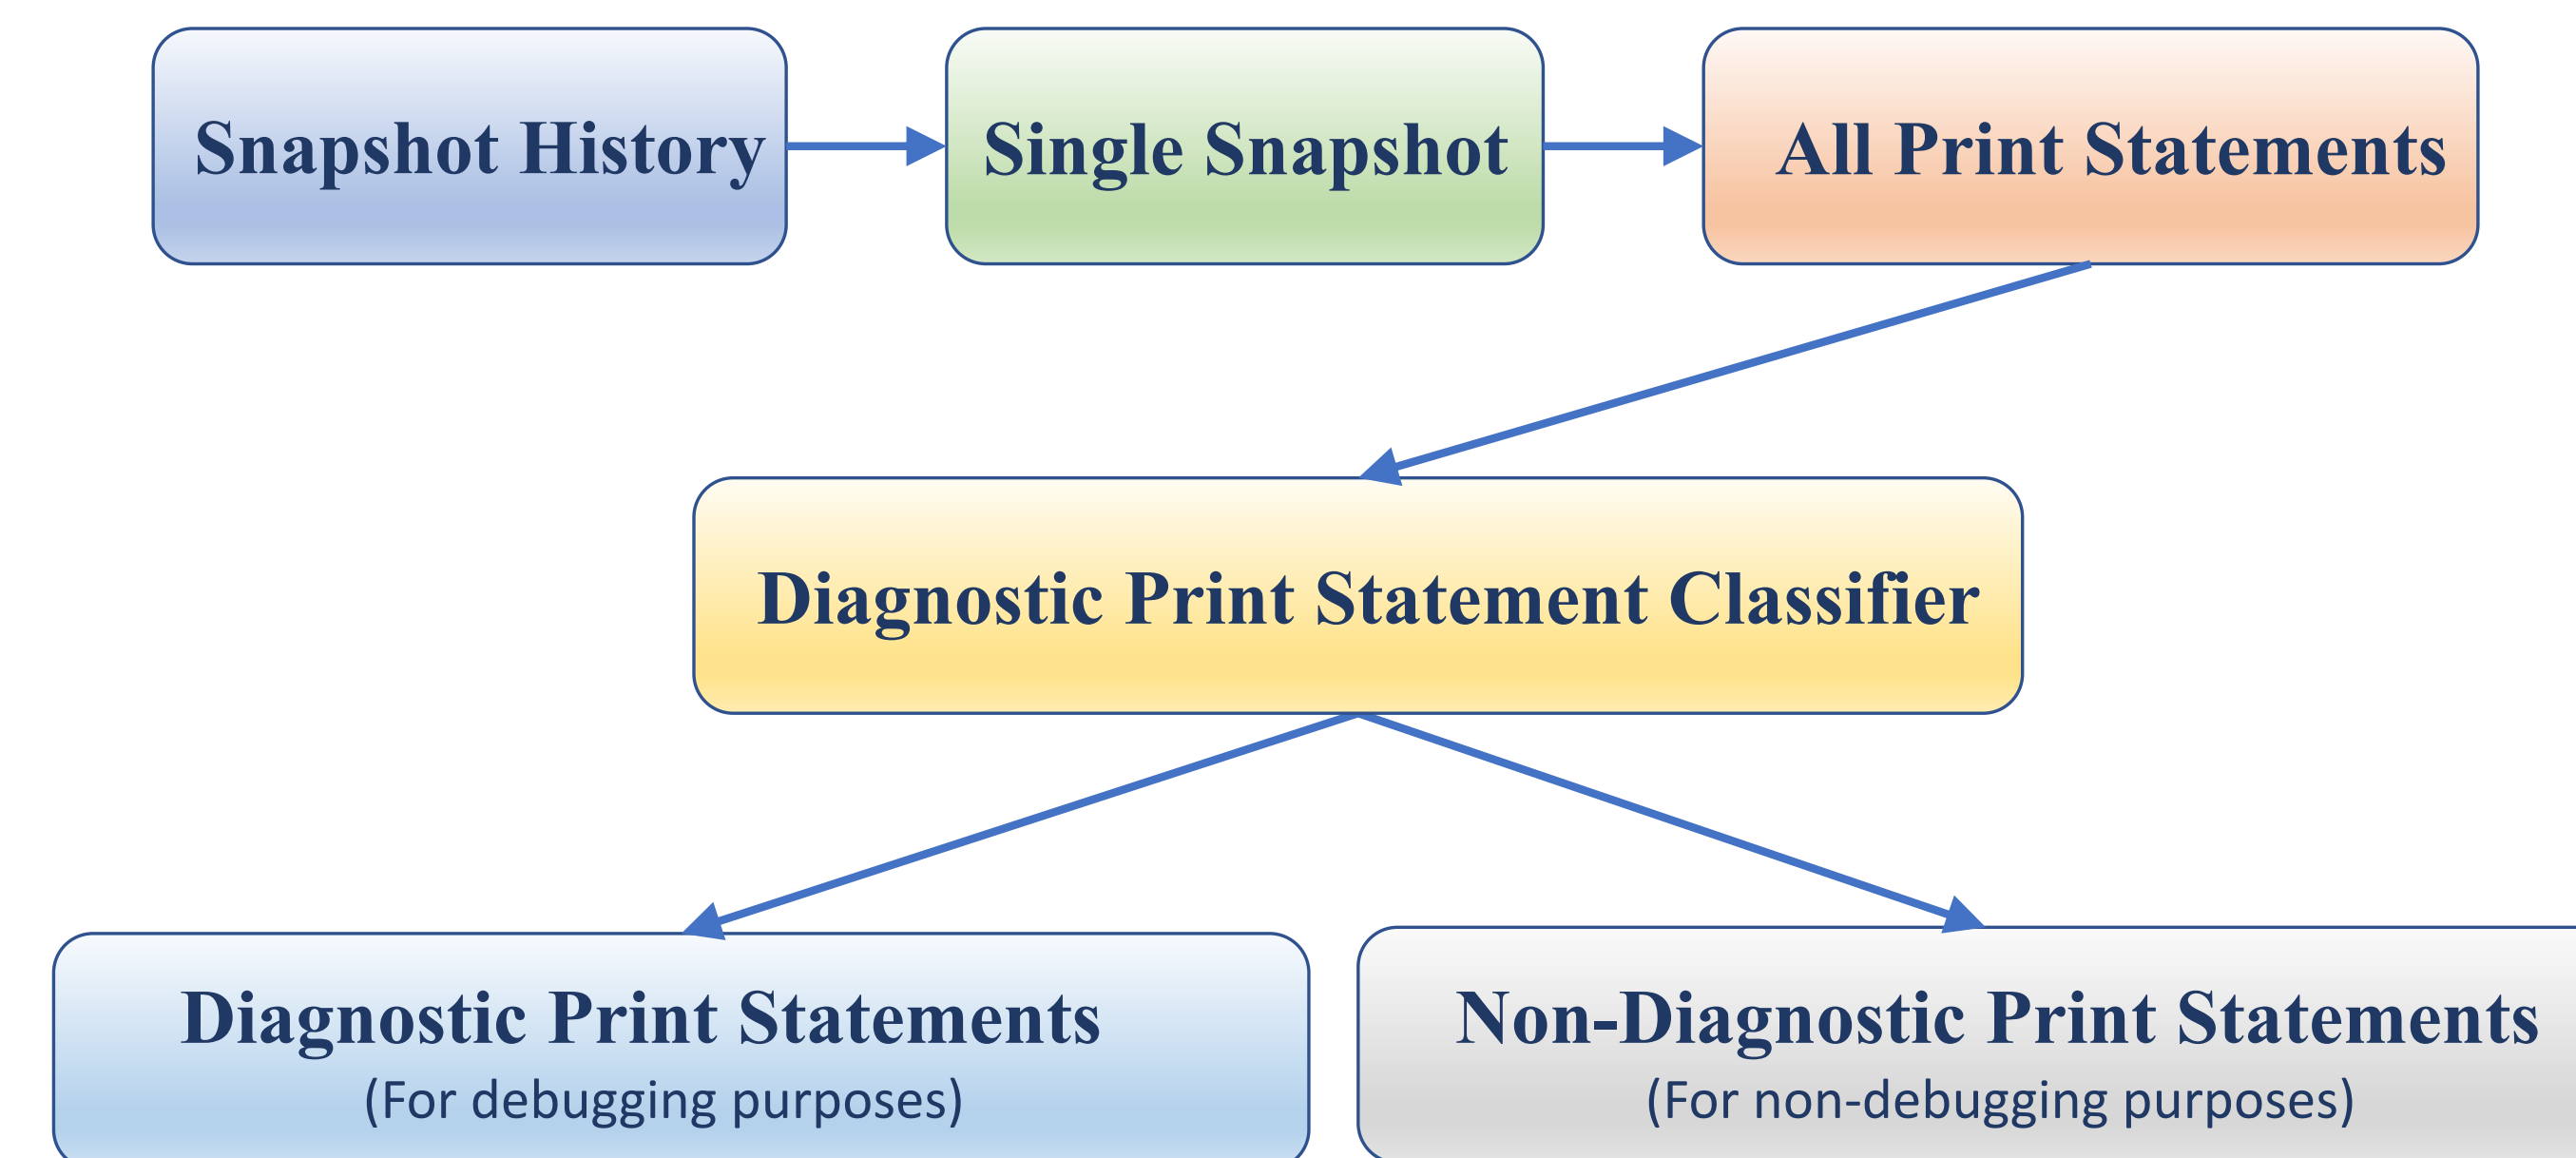 Snapshot History
Single Snapshot
All Print Statements
Diagnostic Print Statement Classifier
Diagnostic Print Statements
(For debugging purposes)
Non-Diagnostic Print Statements
(For non-debugging purposes)